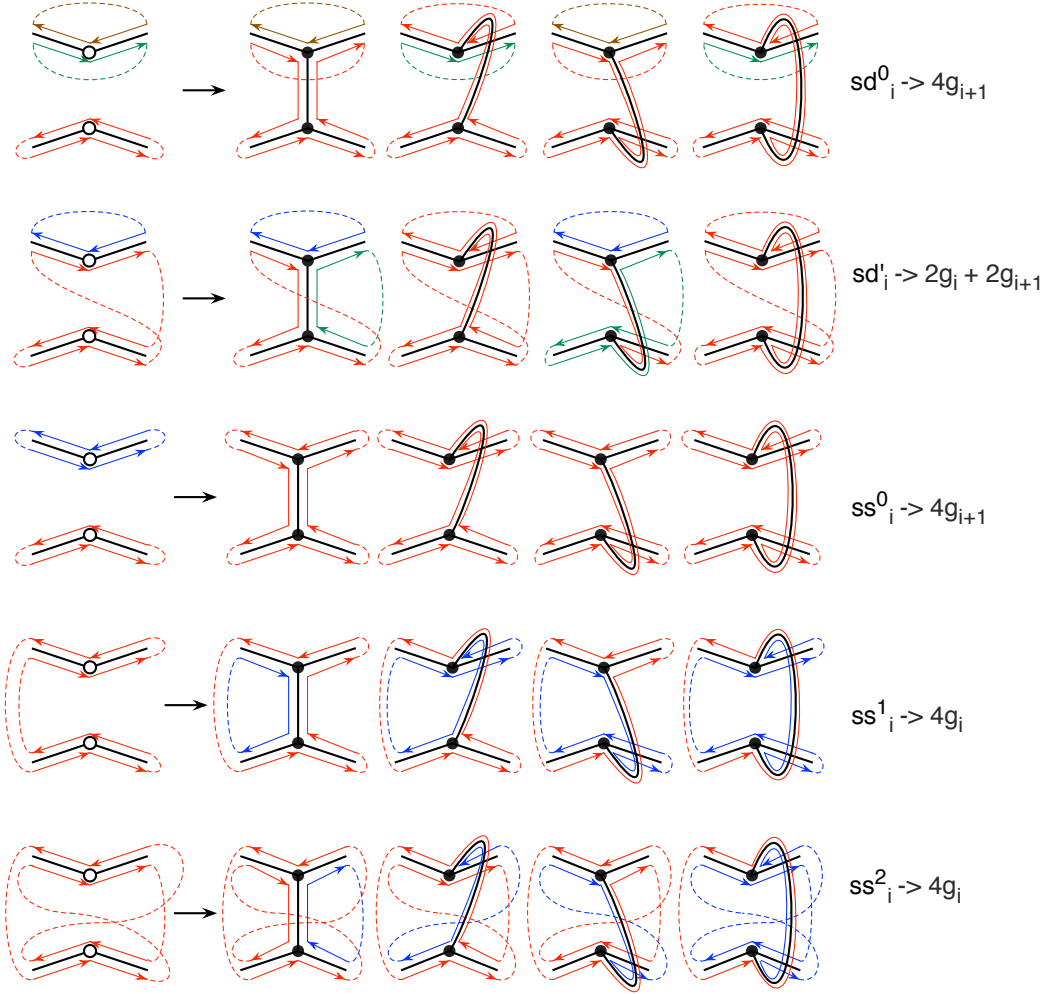 sd⁰ᵢ -> 4gᵢ₊₁
sd'ᵢ -> 2gᵢ + 2gᵢ₊₁
ss⁰ᵢ -> 4gᵢ₊₁
ss¹ᵢ -> 4gᵢ
ss²ᵢ -> 4gᵢ